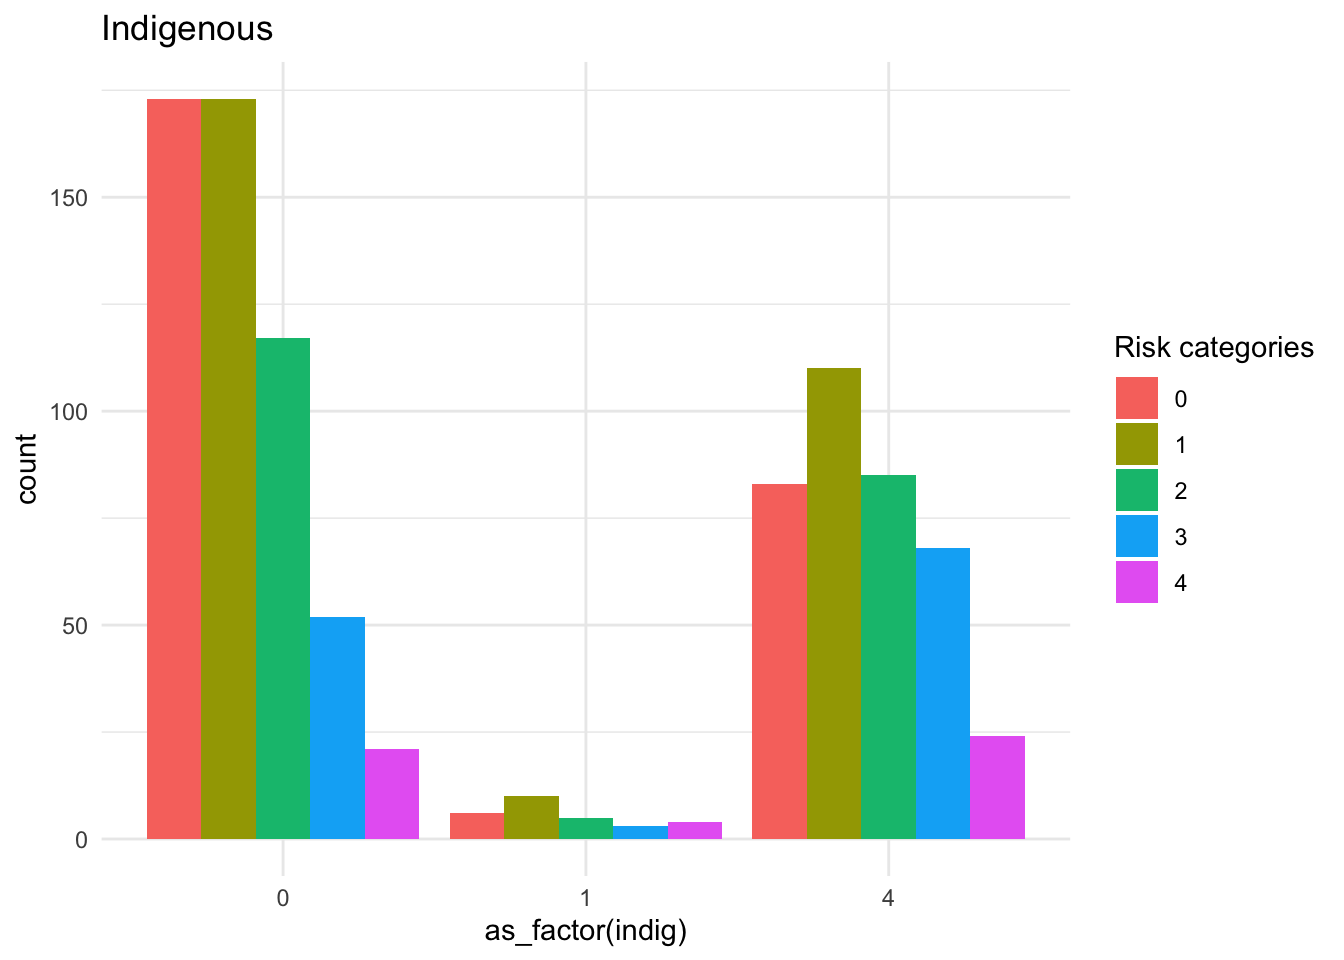 Indigenous
150
100
50
0
count
0 1 4
as_factor(indig)
Risk categories
0
1
2
3
4